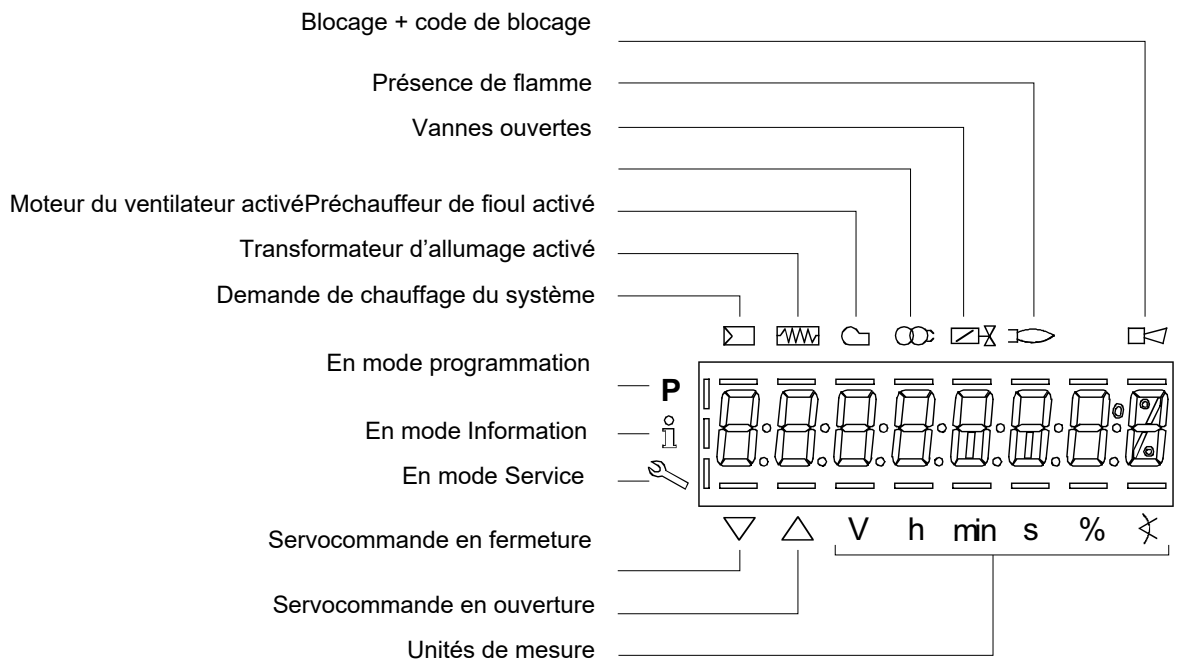 Blocage + code de blocage
Présence de flamme
Vannes ouvertes
Moteur du ventilateur activéPréchauffeur de fioul activé
Transformateur d’allumage activé
Demande de chauffage du système
En mode programmation
P
En mode Information
i
En mode Service
V h min s %
Servocommande en fermeture
Servocommande en ouverture
Unités de mesure